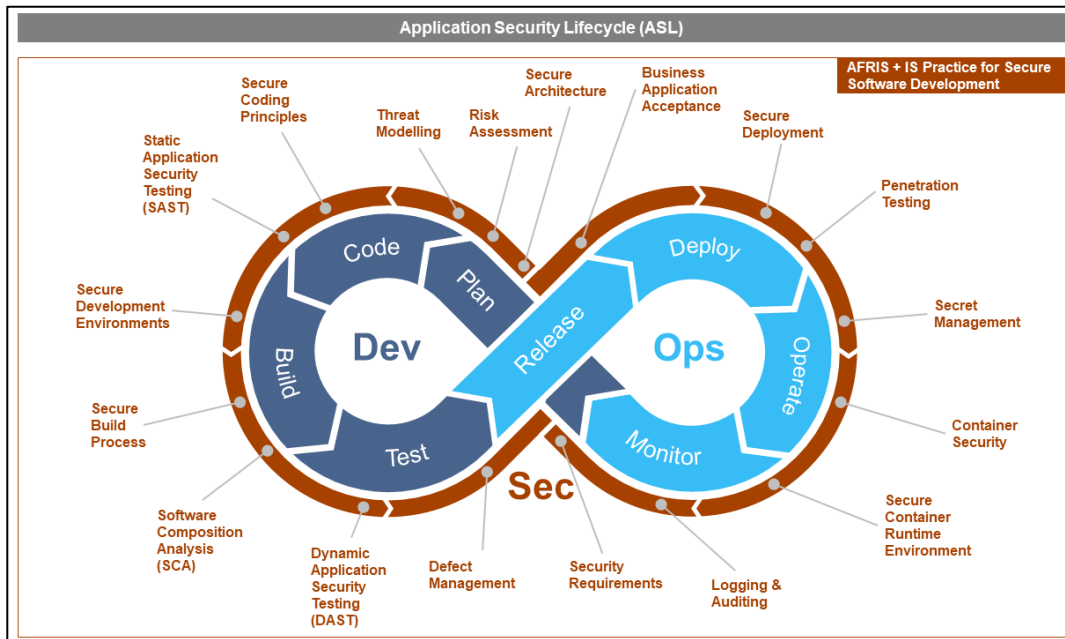 Application Security Lifecycle (ASL)
AFRIS + IS Practice for Secure
Software Development
Secure
Coding
Principles
Threat
Modelling
Risk
Assessment
Secure
Architecture
Business
Application
Acceptance
Secure
Deployment
Static
Application
Security
Testing
(SAST)
Penetration
Testing
Secure
Development
Environments
Secret
Management
Code
Plan
Build
Test
Dev
Release
Deploy
Operate
Monitor
Ops
Sec
Secure
Build
Process
Container
Security
Software
Composition
Analysis
(SCA)
Dynamic
Application
Security
Testing
(DAST)
Defect
Management
Security
Requirements
Logging &
Auditing
Secure
Container
Runtime
Environment